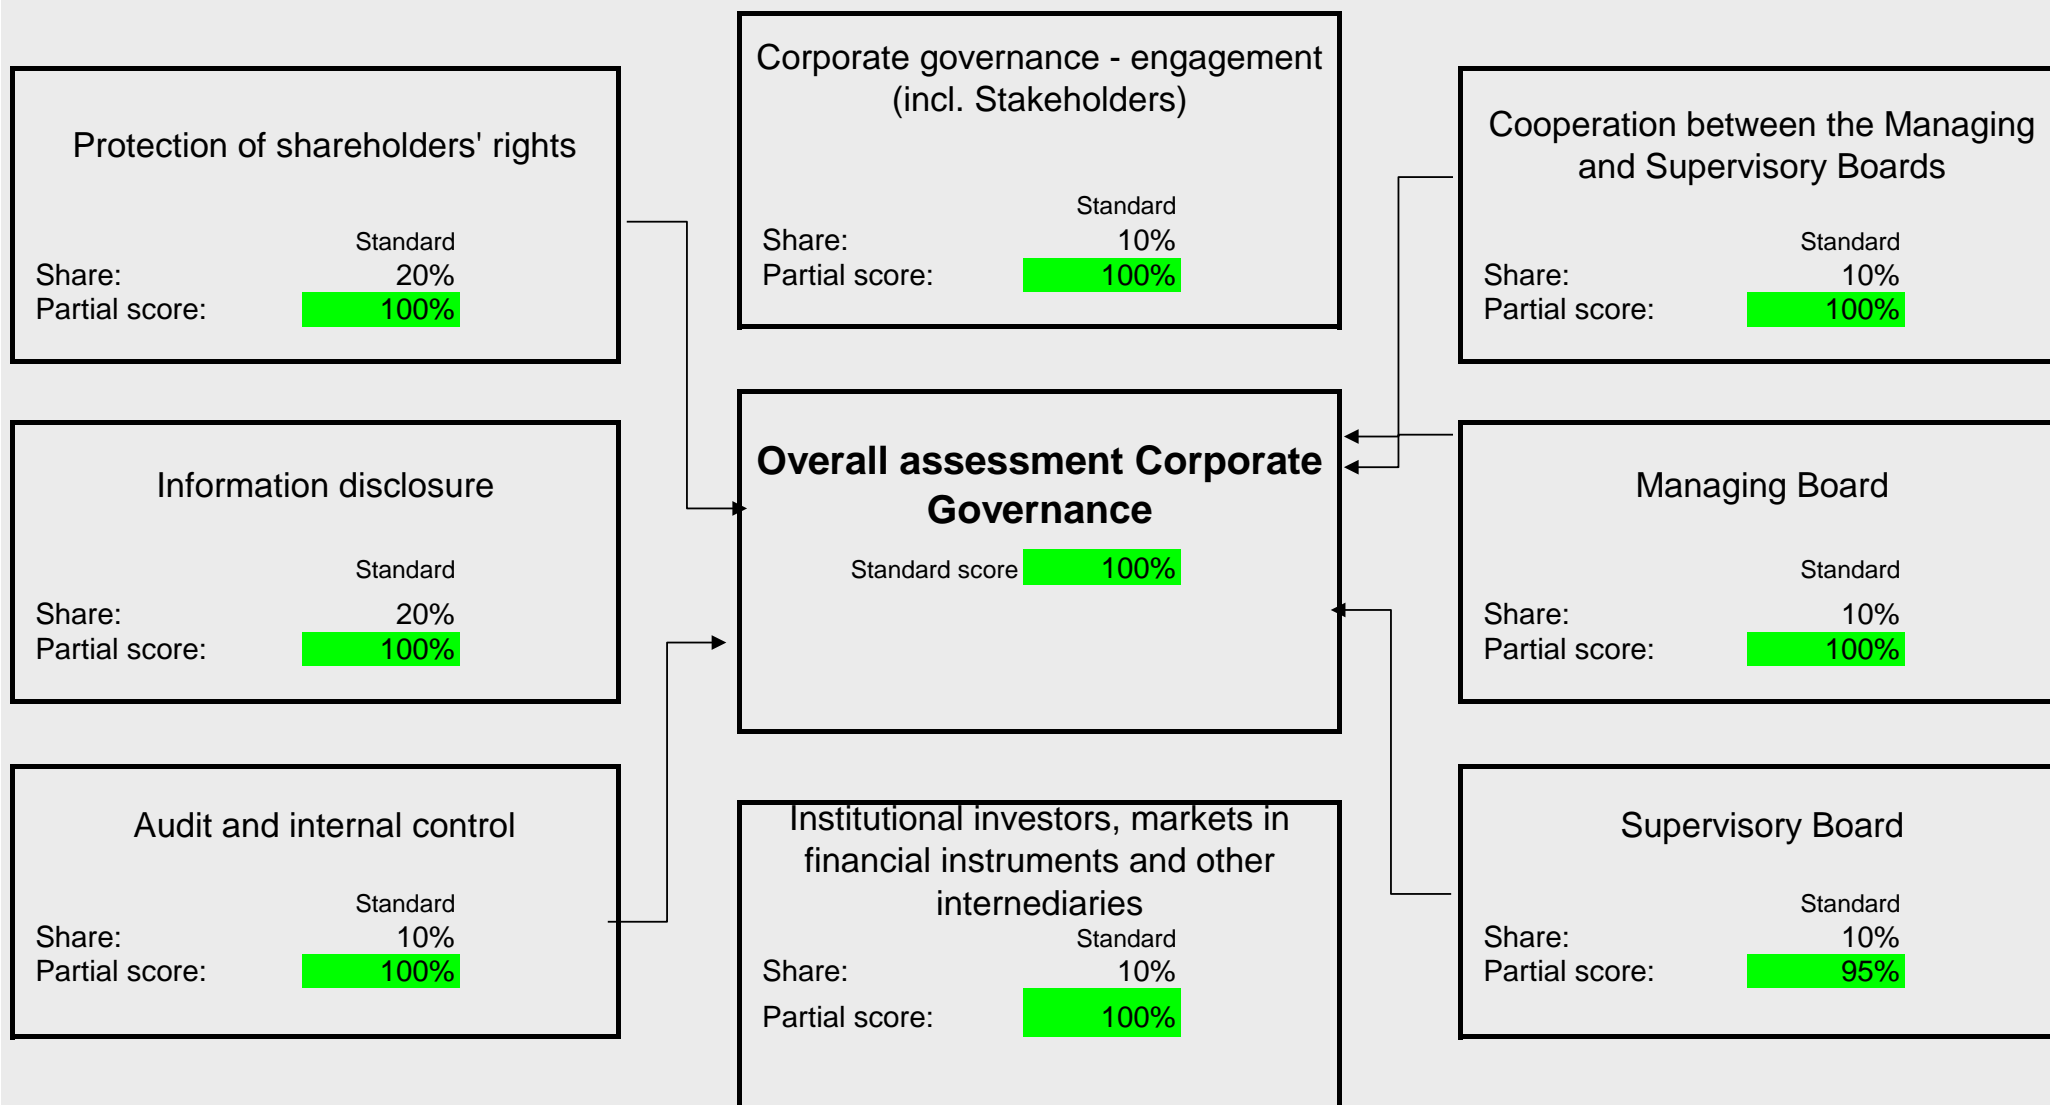 Protection of shareholders' rights
Standard
Share: 20%
Partial score: 100%
Corporate governance - engagement
(incl. Stakeholders)
Standard
Share: 10%
Partial score: 100%
Cooperation between the Managing
and Supervisory Boards
Standard
Share: 10%
Partial score: 100%
Information disclosure
Standard
Share: 20%
Partial score: 100%
Overall assessment Corporate
Governance
Standard score 100%
Managing Board
Standard
Share: 10%
Partial score: 100%
Audit and internal control
Standard
Share: 10%
Partial score: 100%
Institutional investors, markets in
financial instruments and other
internediaries
Standard
Share: 10%
Partial score: 100%
Supervisory Board
Standard
Share: 10%
Partial score: 95%